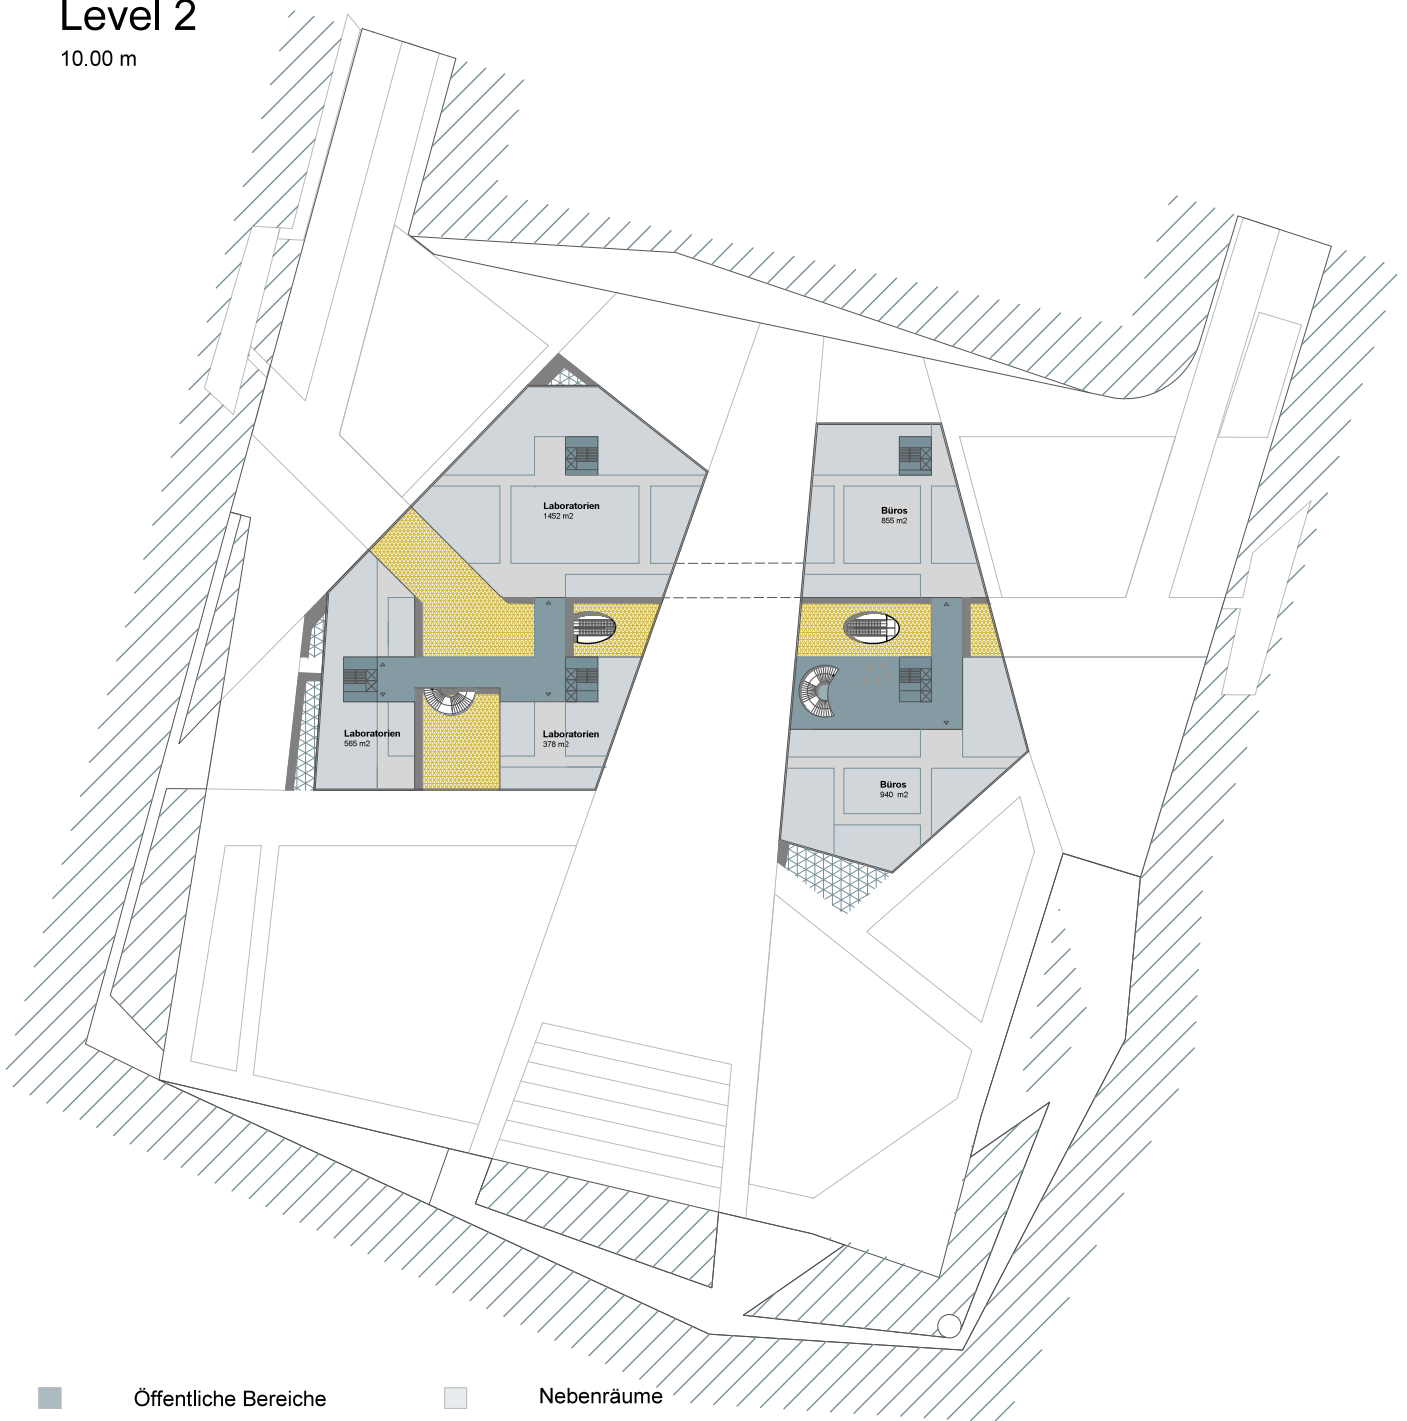 Level 2
10.00 m
Laboratorien
1452 m2
Büros
855 m2
Laboratorien
565 m2
Laboratorien
378 m2
Büros
940 m2
Öffentliche Bereiche
Nebenräume